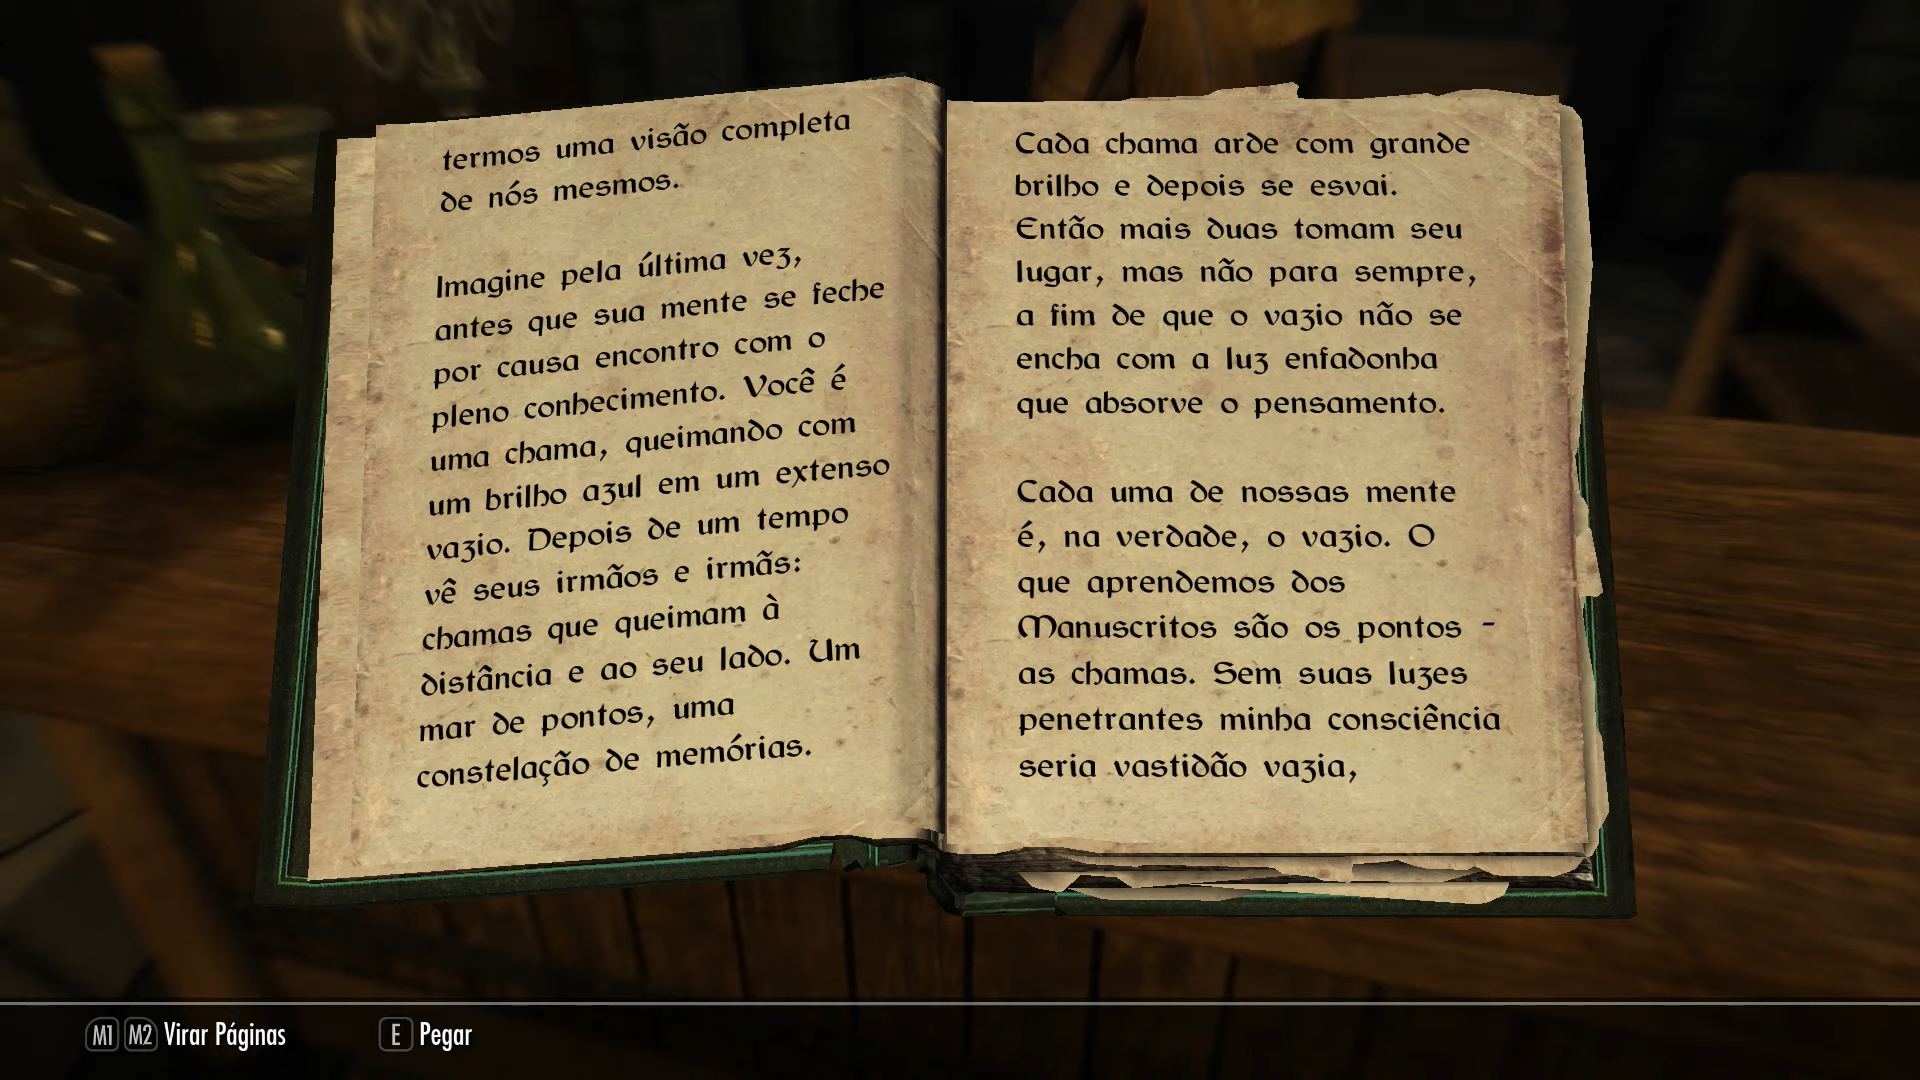 termos uma visão completa
de nós mesmos.
Imagine pela última vez,
antes que sua mente se feche
por causa encontro com o
pleno conhecimento. Você é
uma chama, queimando com
um brilho azul em um extenso
vazio. Depois de um tempo
vê seus irmãos e irmãs:
chamas que queimam à
distância e ao seu lado. Um
mar de pontos, uma
constelação de memórias.
Cada chama arde com grande
brilho e depois se esvai.
Então mais duas tomam seu
lugar, mas não para sempre,
a fim de que o vazio não se
encha com a luz enfadonha
que absorve o pensamento.
Cada uma de nossas mente
é, na verdade, o vazio. O
que aprendemos dos
Manuscritos são os pontos -
as chamas. Sem suas luzes
penetrantes minha consciência
seria vastidão vazia,
M1 M2 Virar Páginas
E Pegar